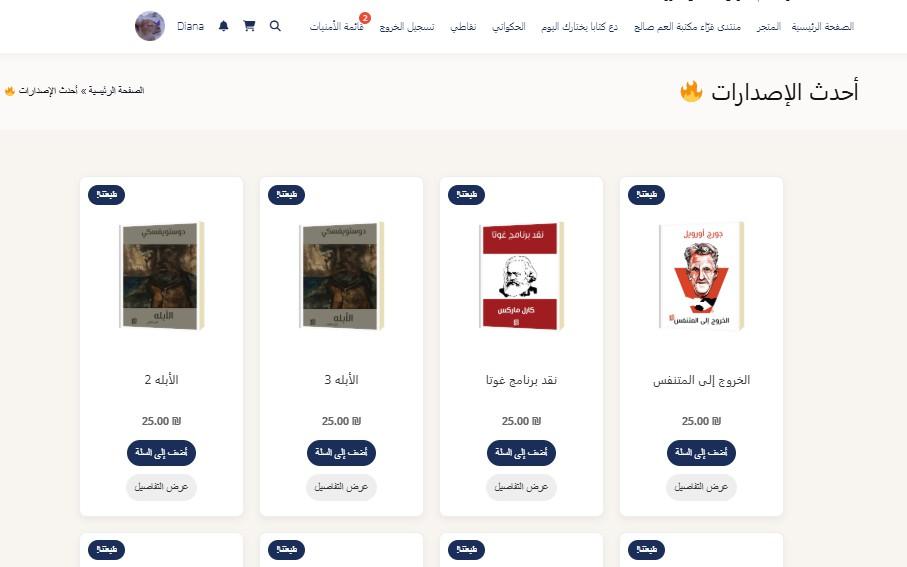 الصفحة الرئيسية المتجر منتدى قرّاء مكتبة العم صالح دع كتابا يختارك اليوم الحكواتي نقاطي تسجيل الخروج قائمة الأمنيات 2 Diana
أحدث الإصدارات 🔥
الصفحة الرئيسية » أحدث الإصدارات 🔥
طبعتنا! طبعتنا! طبعتنا! طبعتنا!
جورج أورويل
الخروج إلى المتنفس
نقد برنامج غوتا
كارل ماركس
دوستويفسكي
الأبله
دوستويفسكي
الأبله
الخروج إلى المتنفس نقد برنامج غوتا الأبله 3 الأبله 2
25.00 ₪ 25.00 ₪ 25.00 ₪ 25.00 ₪
أضف إلى السلة أضف إلى السلة أضف إلى السلة أضف إلى السلة
عرض التفاصيل عرض التفاصيل عرض التفاصيل عرض التفاصيل
طبعتنا! طبعتنا! طبعتنا! طبعتنا!